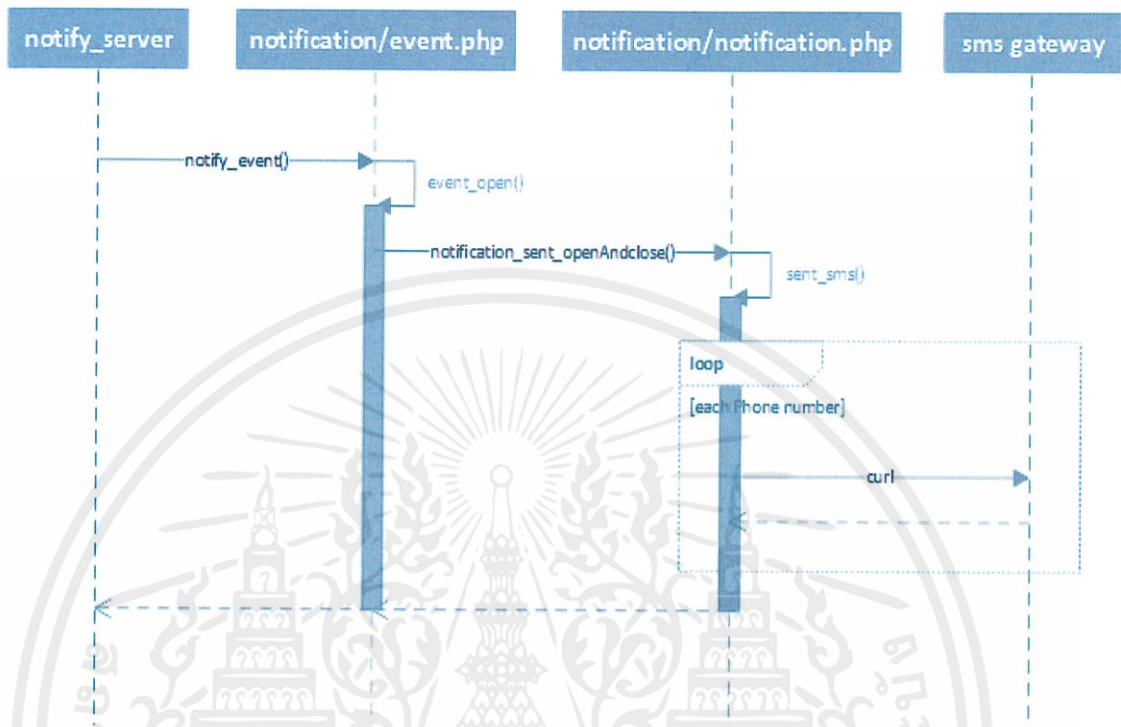 notify_server
notification/event.php
notification/notification.php
sms gateway
notify_event()
event_open()
notification_sent_openAndclose()
sent_sms()
loop
[each Phone number]
curl